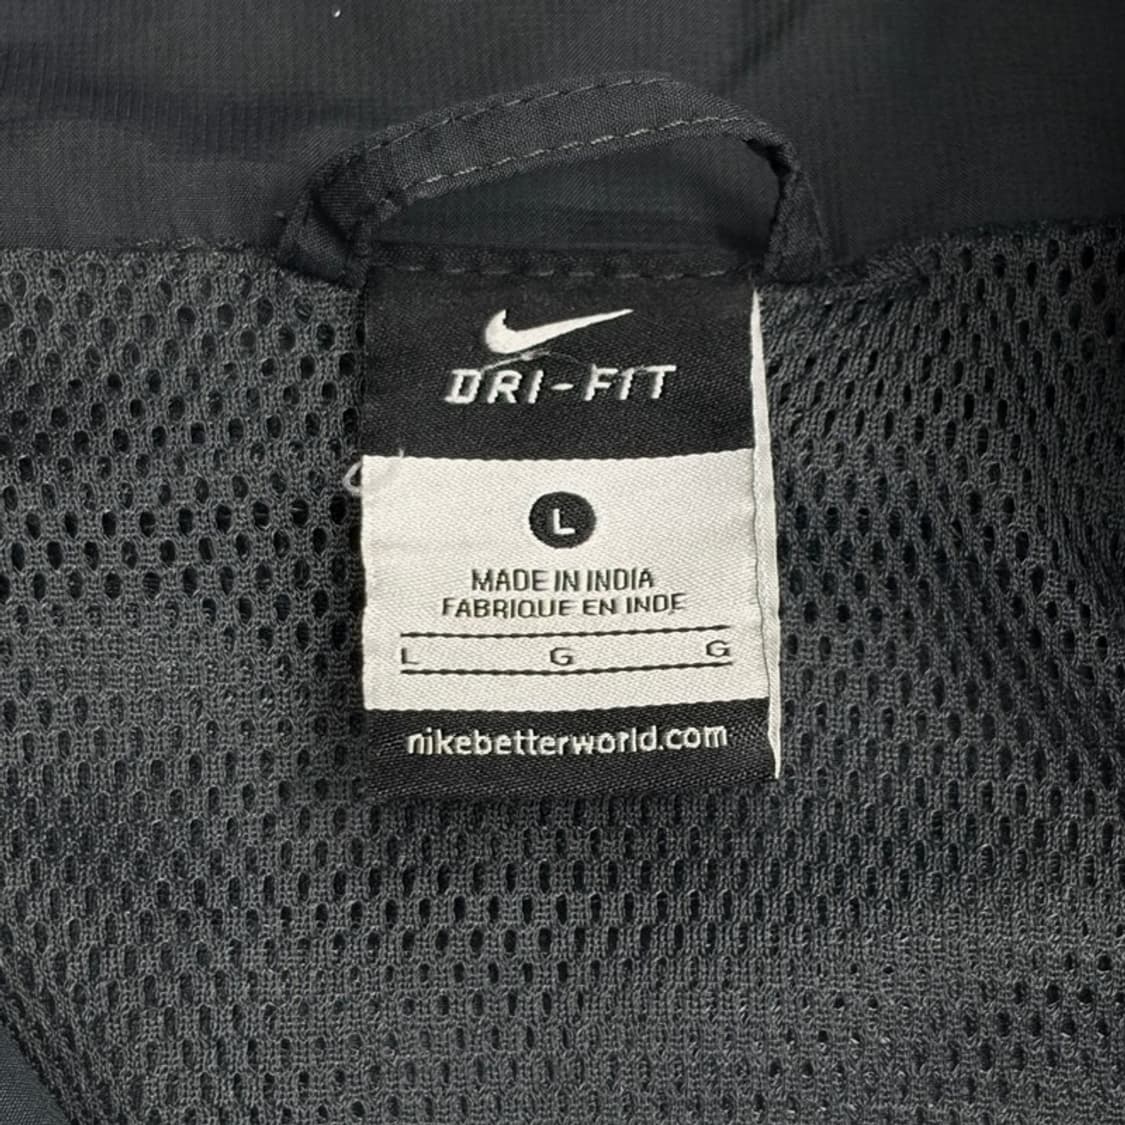 DRI-FIT
L
MADE IN INDIA
FABRIQUE EN INDE
L G G
nikebetterworld.com